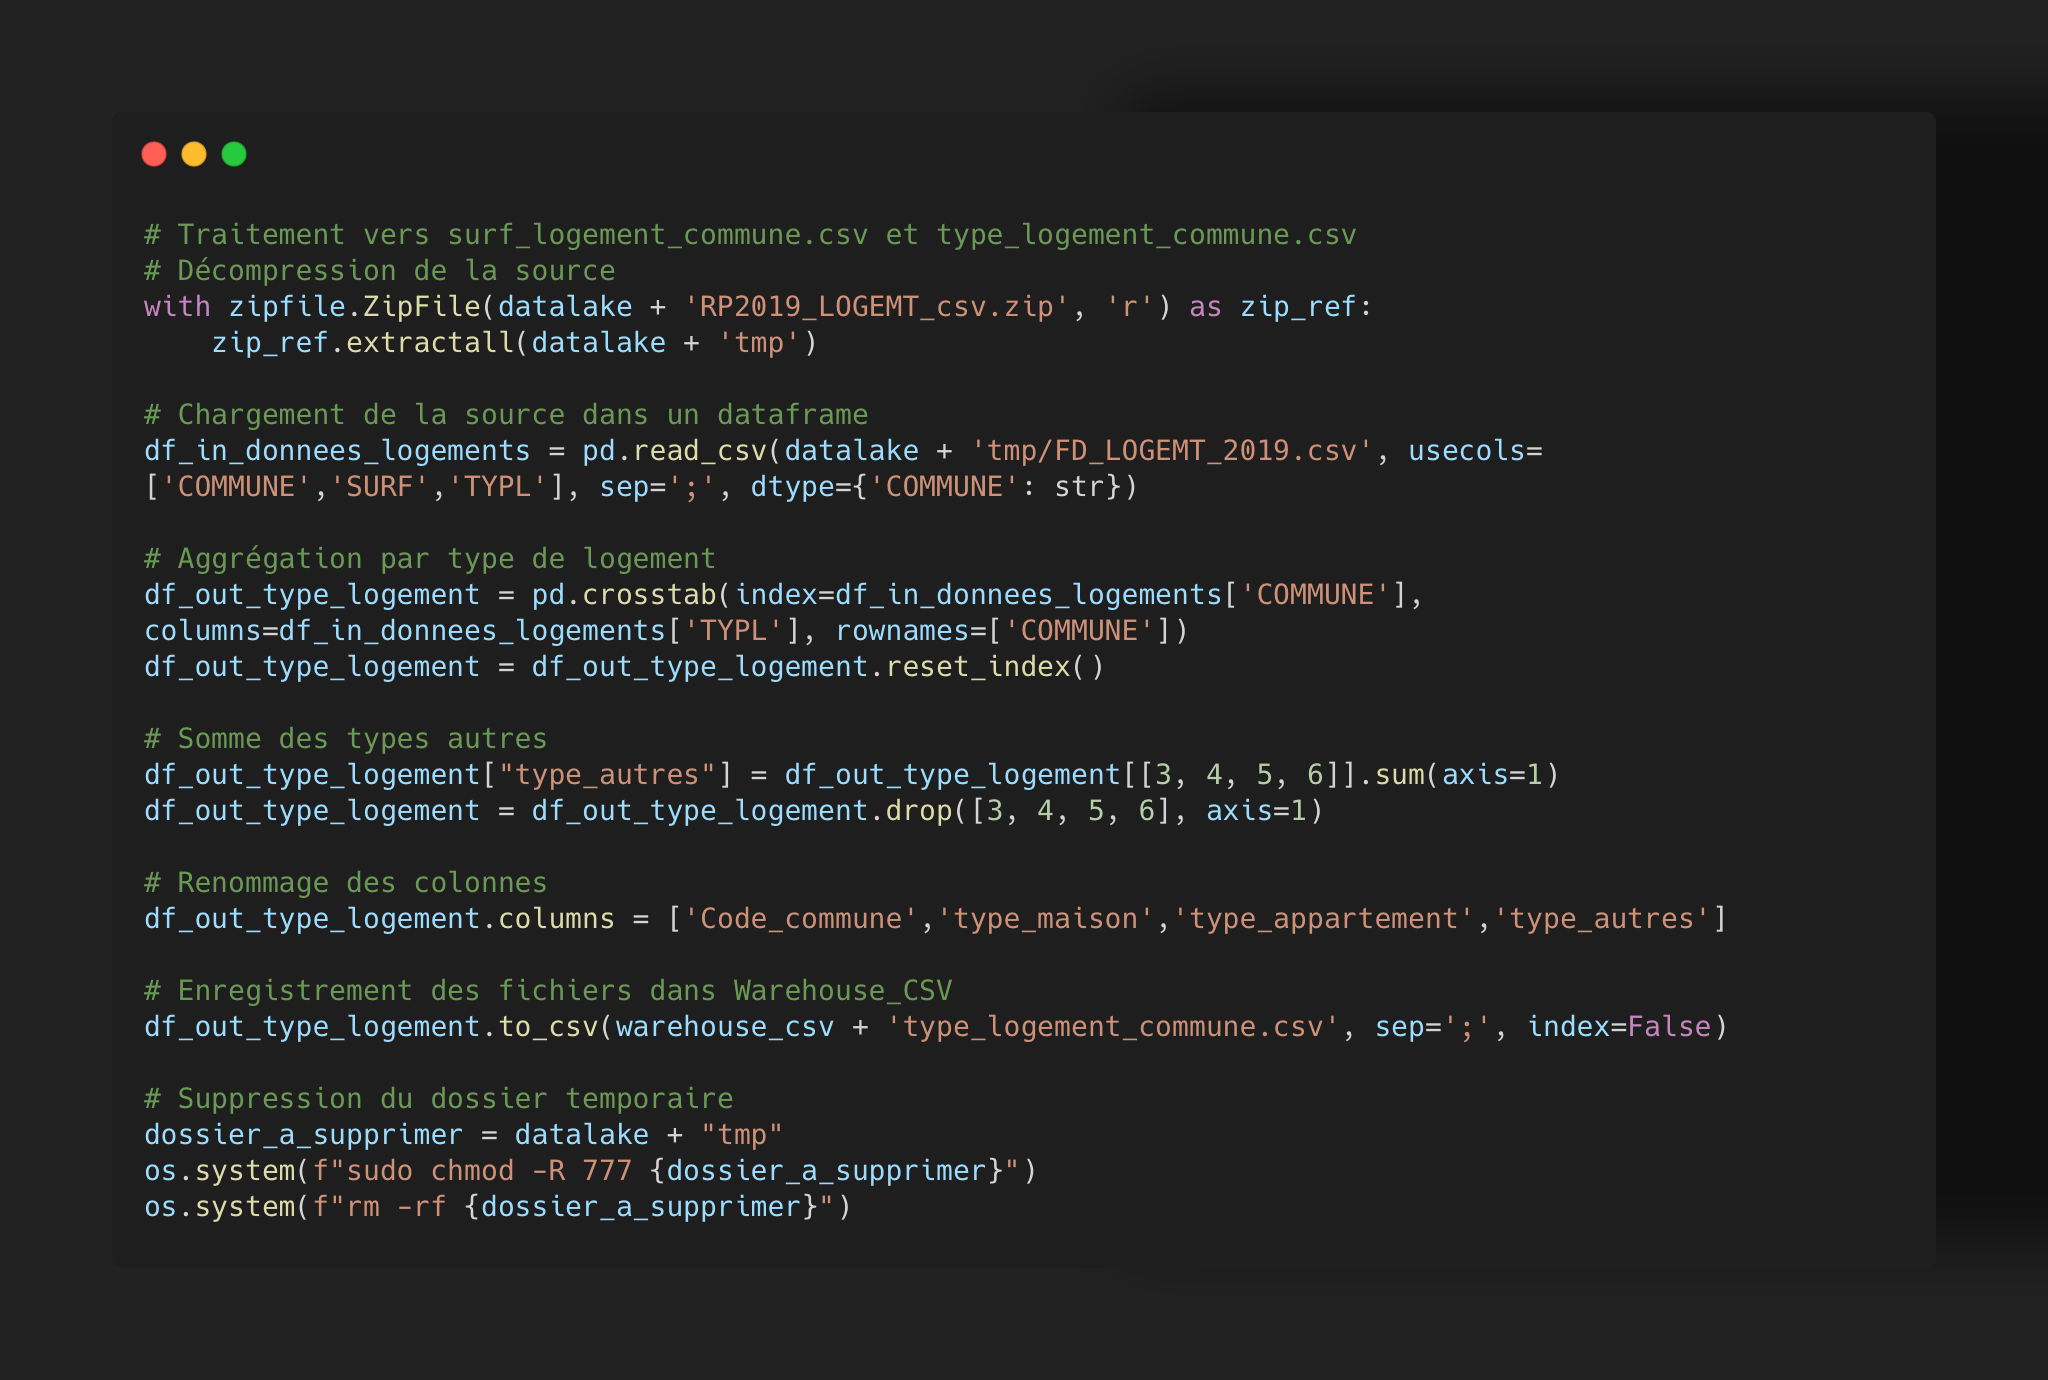 # Traitement vers surf_logement_commune.csv et type_logement_commune.csv
# Décompression de la source
with zipfile.ZipFile(datalake + 'RP2019_LOGEMT_csv.zip', 'r') as zip_ref:
    zip_ref.extractall(datalake + 'tmp')

# Chargement de la source dans un dataframe
df_in_donnees_logements = pd.read_csv(datalake + 'tmp/FD_LOGEMT_2019.csv', usecols=
['COMMUNE','SURF','TYPL'], sep=';', dtype={'COMMUNE': str})

# Aggrégation par type de logement
df_out_type_logement = pd.crosstab(index=df_in_donnees_logements['COMMUNE'],
columns=df_in_donnees_logements['TYPL'], rownames=['COMMUNE'])
df_out_type_logement = df_out_type_logement.reset_index()

# Somme des types autres
df_out_type_logement["type_autres"] = df_out_type_logement[[3, 4, 5, 6]].sum(axis=1)
df_out_type_logement = df_out_type_logement.drop([3, 4, 5, 6], axis=1)

# Renommage des colonnes
df_out_type_logement.columns = ['Code_commune','type_maison','type_appartement','type_autres']

# Enregistrement des fichiers dans Warehouse_CSV
df_out_type_logement.to_csv(warehouse_csv + 'type_logement_commune.csv', sep=';', index=False)

# Suppression du dossier temporaire
dossier_a_supprimer = datalake + "tmp"
os.system(f"sudo chmod -R 777 {dossier_a_supprimer}")
os.system(f"rm -rf {dossier_a_supprimer}")